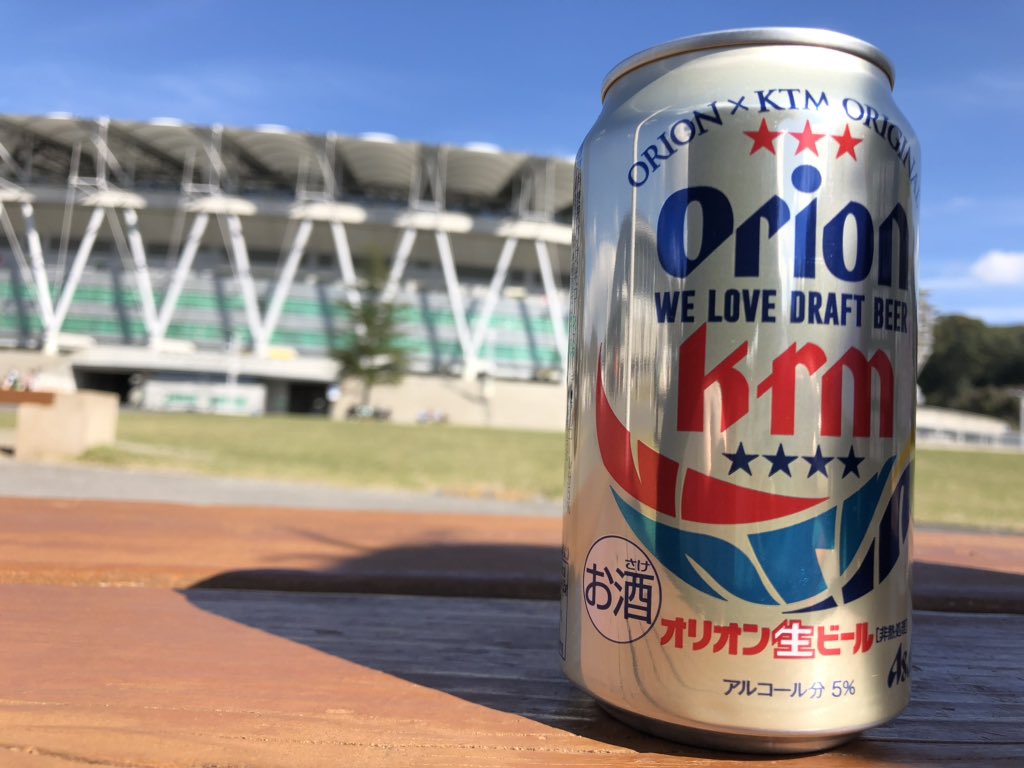 ORION × KTM ORIGINA
orion
WE LOVE DRAFT BEER
krm
お酒
さけ
オリオン生ビール[非熱処理]
アルコール分 5%